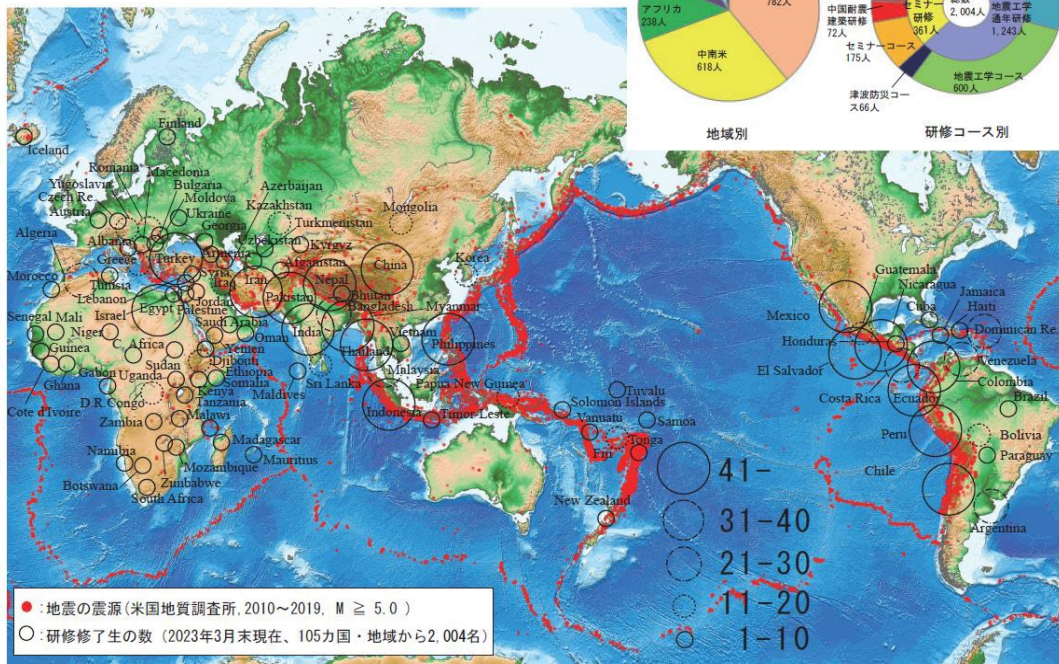 アフリカ
238人
782人
中南米
618人
地域別
中国耐震
建築研修
72人
セミナー
研修
361人
総数
2,004人
地震工学
通年研修
1,243人
セミナーコース
175人
津波防災コー
ス66人
地震工学コース
600人
研修コース別
Iceland
Finland
Romania
Macedonia
Yugoslavia
Bulgaria
Czech Re.
Moldova
Austria
Ukraine
Azerbaijan
Kazakhstan
Georgia
Turkmenistan
Mongolia
Algeria
Albania
Greece
Turkey
Armenia
Uzbekistan
Kyrgyz
Afganistan
China
Korea
Morocco
Tunisia
Syria
Iraq
Iran
Nepal
Lebanon
Israel
Egypt
Jordan
Palestine
Pakistan
Bhutan
Bangladesh
Myanmar
Senegal
Mali
Niger
C. Africa
Saudi Arabia
Oman
India
Vietnam
Philippines
Guinea
Sudan
Yemen
Djibouti
Thailand
Malaysia
Ghana
Gabon
Uganda
Ethiopia
Somalia
Sri Lanka
Maldives
Papua New Guinea
Cote d'Ivoire
D.R.Congo
Kenya
Tanzania
Indonesia
Timor-Leste
Solomon Islands
Tuvalu
Zambia
Malawi
Vanuatu
Samoa
Namibia
Madagascar
Mauritius
Mozambique
Fiji
Tonga
Botswana
Zimbabwe
South Africa
New Zealand
Guatemala
Nicaragua
Mexico
Cuba
Jamaica
Haiti
Honduras
Dominican Re.
El Salvador
Venezuela
Costa Rica
Ecuador
Colombia
Brazil
Peru
Bolivia
Paraguay
Chile
Argentina
41-
31-40
21-30
11-20
1-10
:地震の震源(米国地質調査所,2010~2019, M ≧ 5.0 )
:研修修了生の数 (2023年3月末現在、105カ国・地域から2,004名)